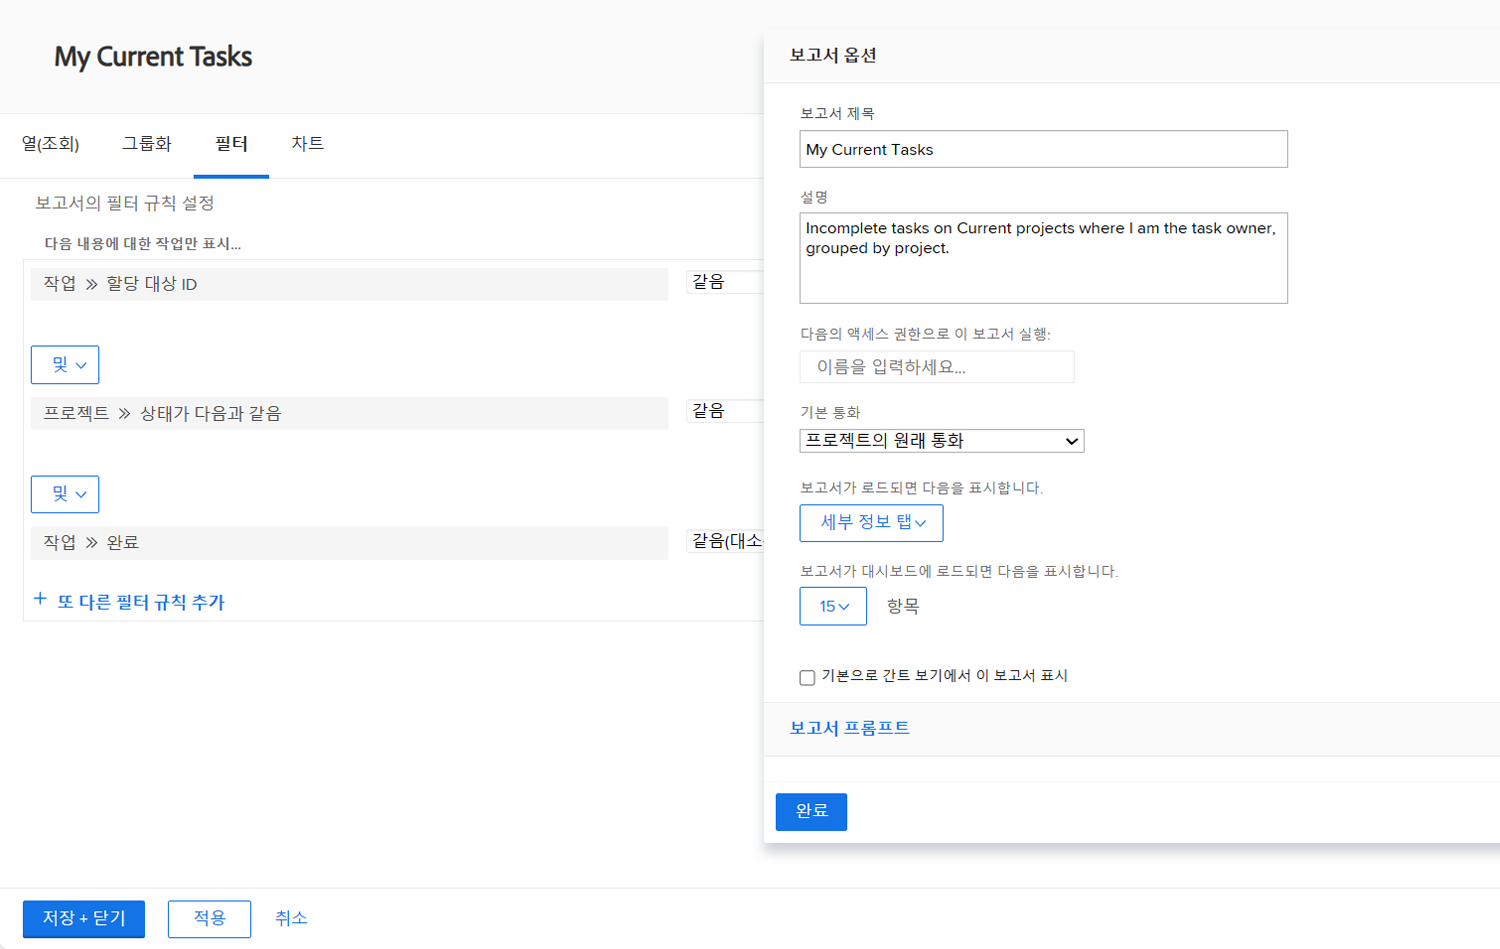 My Current Tasks
열(조회)
그룹화
필터
차트
보고서의 필터 규칙 설정
다음 내용에 대한 작업만 표시...
작업 » 할당 대상 ID
같음
및
프로젝트 » 상태가 다음과 같음
같음
및
작업 » 완료
같음(대소
+ 또 다른 필터 규칙 추가
보고서 옵션
보고서 제목
My Current Tasks
설명
Incomplete tasks on Current projects where I am the task owner,
grouped by project.
다음의 액세스 권한으로 이 보고서 실행:
이름을 입력하세요...
기본 통화
프로젝트의 원래 통화
보고서가 로드되면 다음을 표시합니다.
세부 정보 탭
보고서가 대시보드에 로드되면 다음을 표시합니다.
15 항목
기본으로 간트 보기에서 이 보고서 표시
보고서 프롬프트
완료
저장 + 닫기
적용
취소